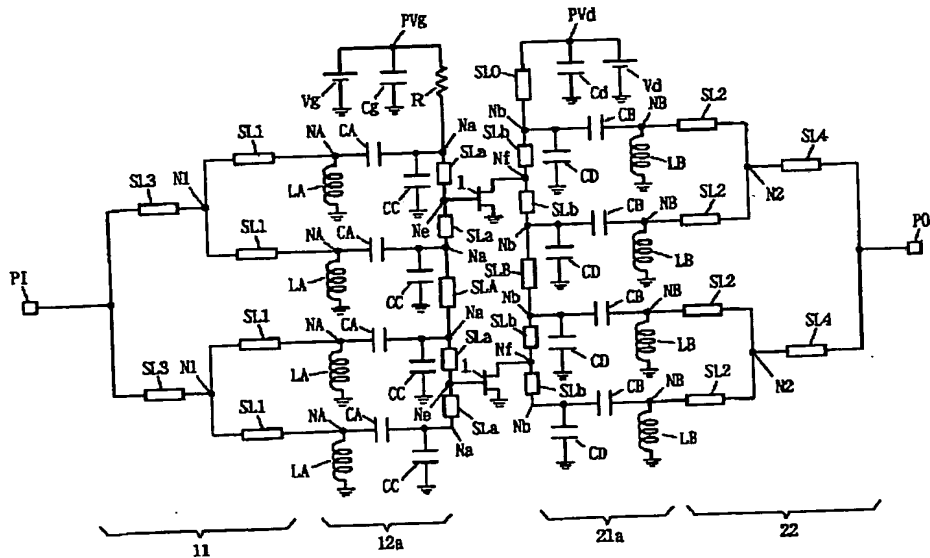 PVg
PVd
Vg
Cg
R
SLO
Cd
Vd
NB
SL2
SL1
NA
CA
Na
Nb
CB
SLa
SLb
Nf
LA
CC
1
CD
LB
SL4
SL3
N1
N2
Ne
SL1
NA
CA
SLa
Na
SLb
Nb
CB
NB
SL2
PI
PO
LA
CC
SLA
SLB
CD
LB
SL1
NA
CA
Na
Nb
CB
NB
SL2
SLa
SLb
SL3
N1
LA
CC
1
Nf
CD
LB
SL4
N2
SL1
NA
CA
Ne
SLa
SLb
CB
NB
SL2
Na
Nb
LA
CC
CD
LB
11
12a
21a
22